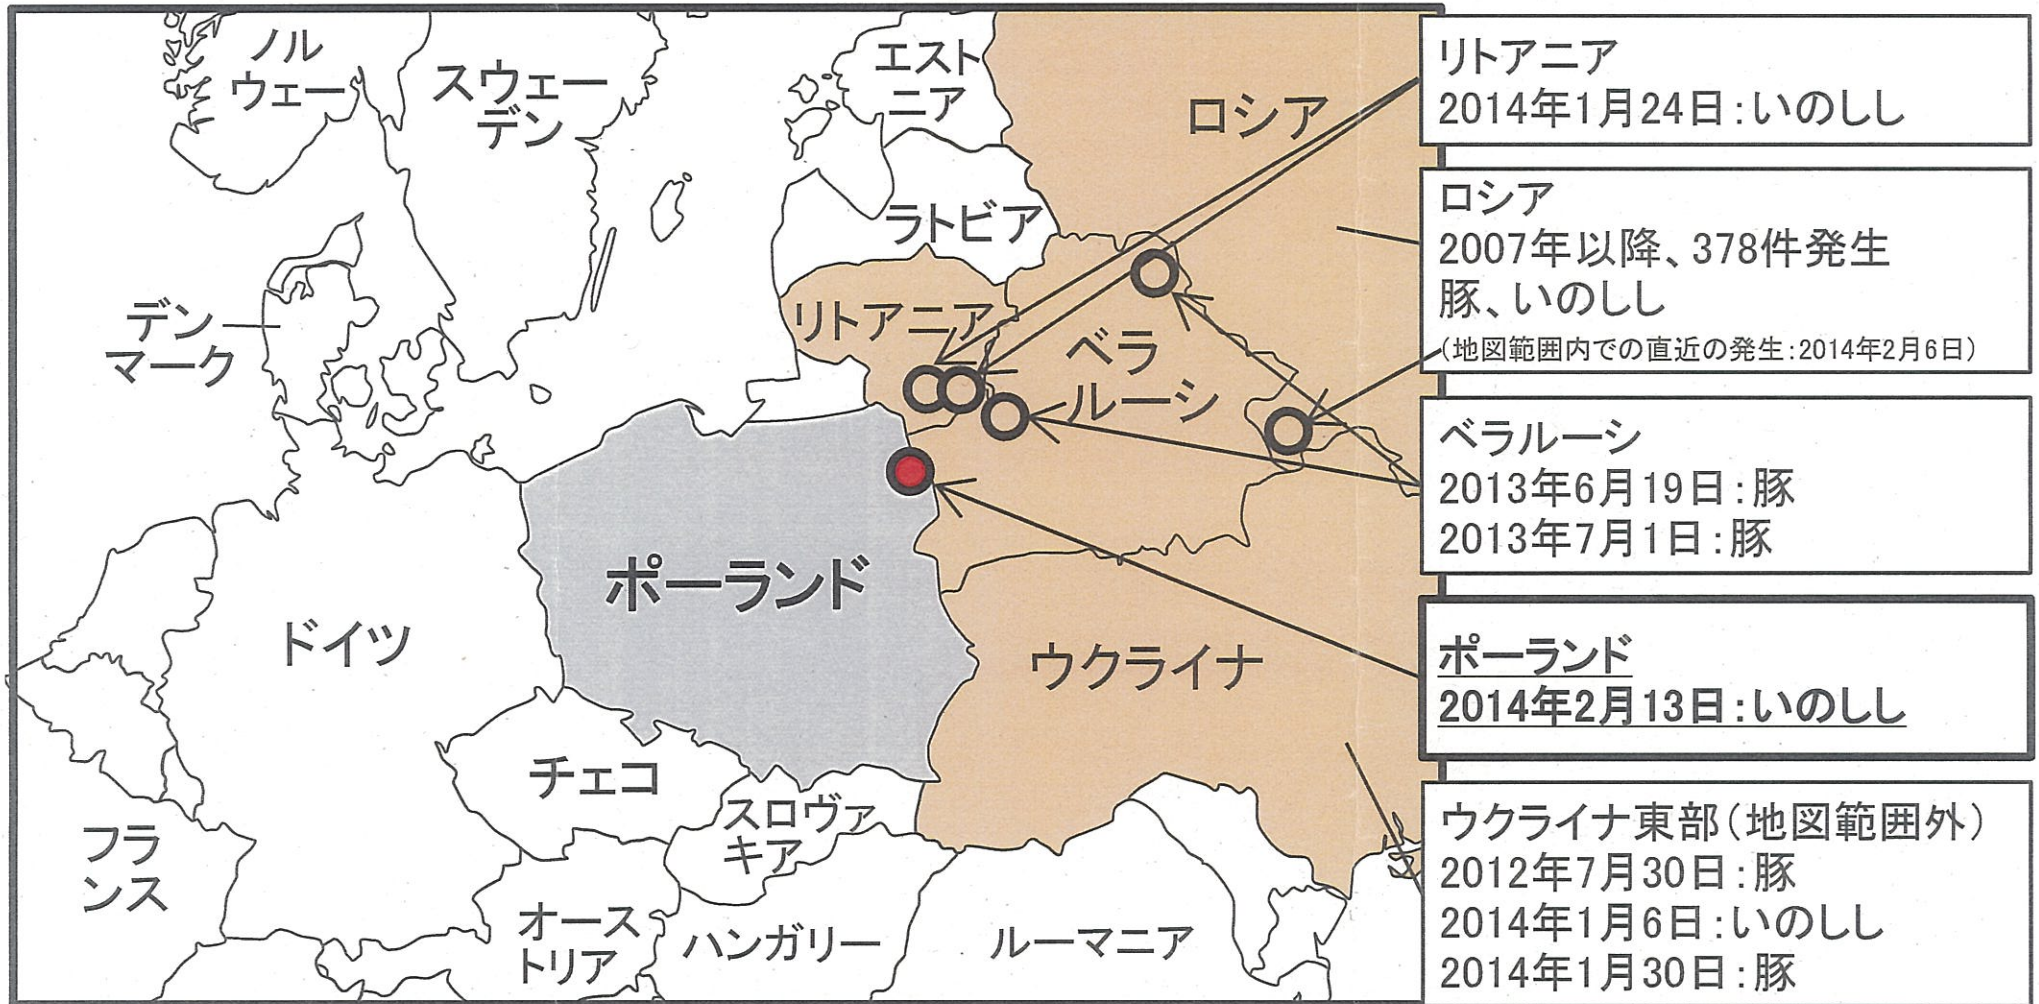 ノル
ウェー
スウェー
デン
エスト
ニア
ロシア
ラトビア
デン
マーク
リトアニア
ベラ
ルーシ
ポーランド
ドイツ
ウクライナ
チェコ
スロヴァ
キア
フラ
ンス
オース
トリア
ハンガリー
ルーマニア
リトアニア
2014年1月24日:いのしし
ロシア
2007年以降、378件発生
豚、いのしし
(地図範囲内での直近の発生:2014年2月6日)
ベラルーシ
2013年6月19日:豚
2013年7月1日:豚
ポーランド
2014年2月13日:いのしし
ウクライナ東部(地図範囲外)
2012年7月30日:豚
2014年1月6日:いのしし
2014年1月30日:豚